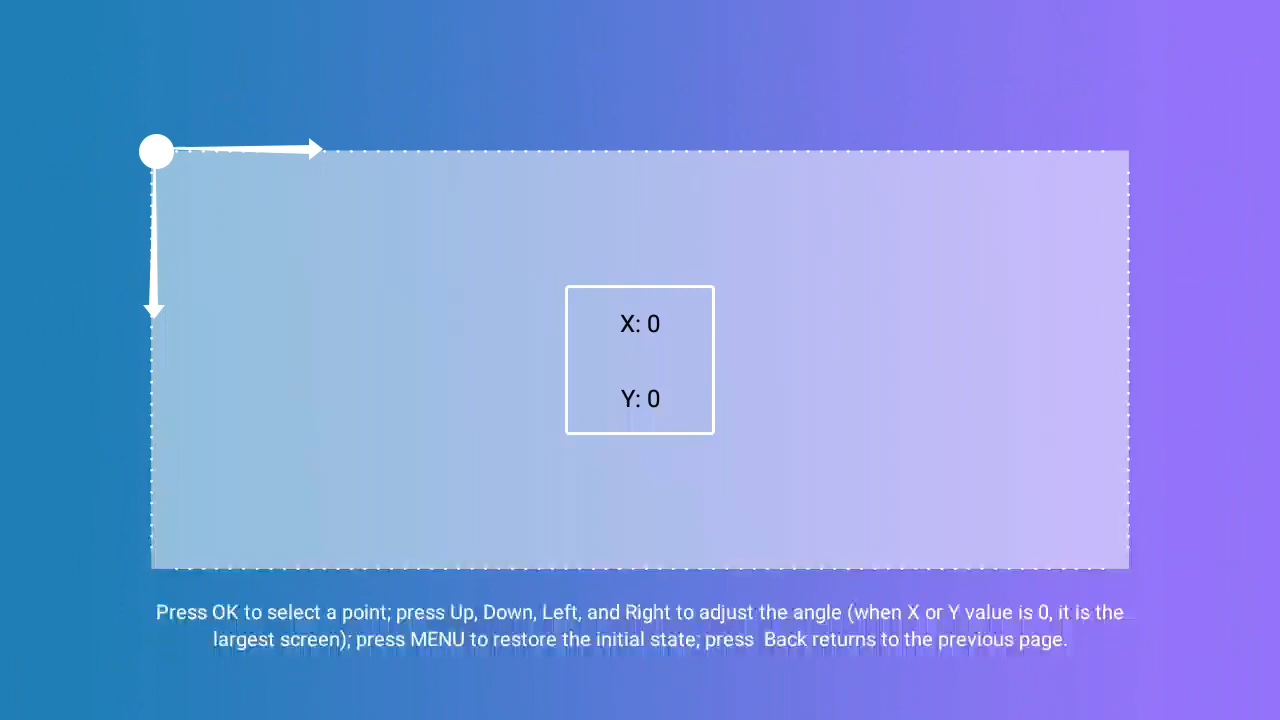 X: 0
Y: 0
Press OK to select a point; press Up, Down, Left, and Right to adjust the angle (when X or Y value is 0, it is the
largest screen); press MENU to restore the initial state; press  Back returns to the previous page.